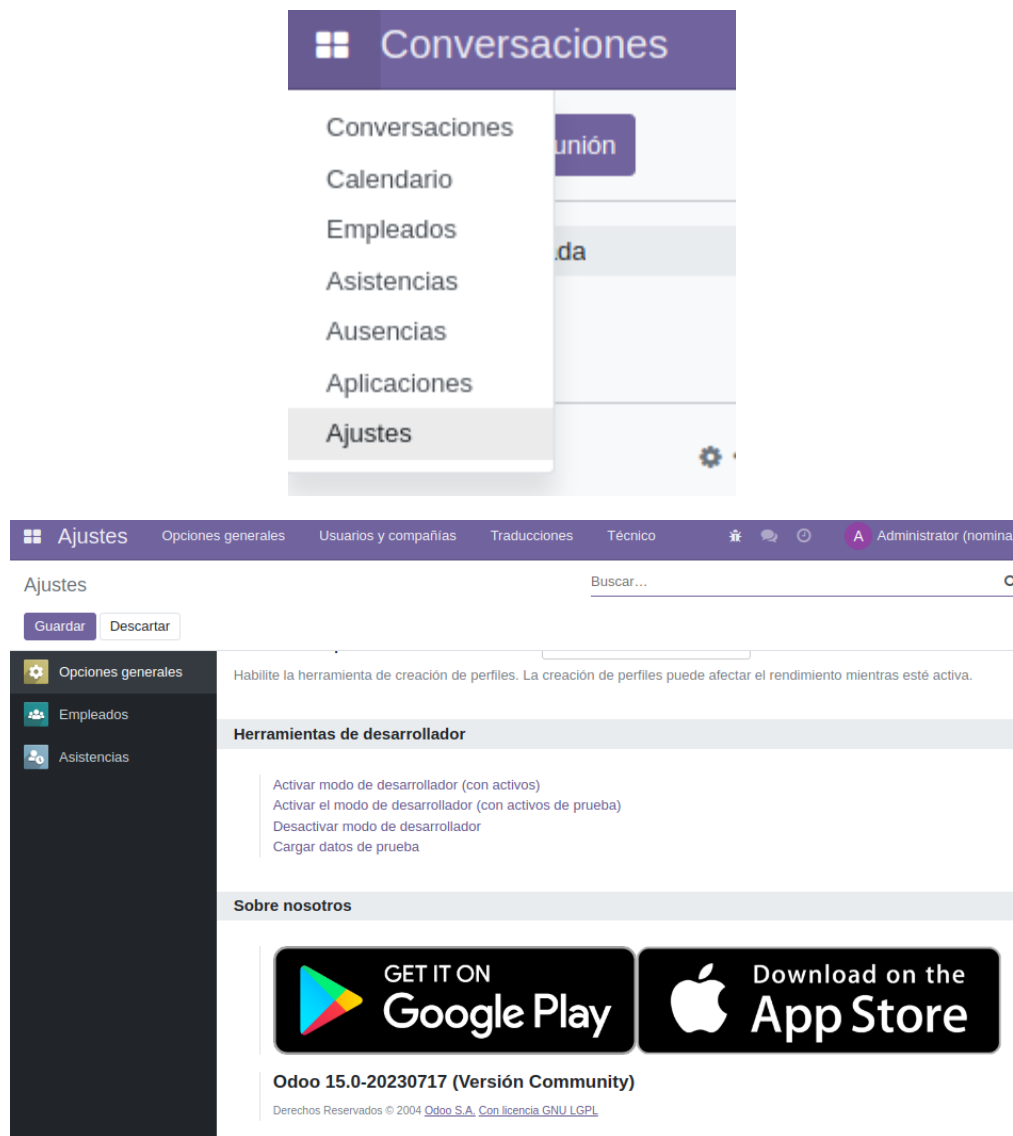 Conversaciones
Conversaciones
unión
Calendario
Empleados
da
Asistencias
Ausencias
Aplicaciones
Ajustes
Ajustes Opciones generales Usuarios y compañías Traducciones Técnico A Administrator (nomina
Ajustes Buscar...
Guardar Descartar
Opciones generales
Habilite la herramienta de creación de perfiles. La creación de perfiles puede afectar el rendimiento mientras esté activa.
Empleados
Herramientas de desarrollador
Asistencias
Activar modo de desarrollador (con activos)
Activar el modo de desarrollador (con activos de prueba)
Desactivar modo de desarrollador
Cargar datos de prueba
Sobre nosotros
GET IT ON
Google Play
Download on the
App Store
Odoo 15.0-20230717 (Versión Community)
Derechos Reservados © 2004 Odoo S.A. Con licencia GNU LGPL